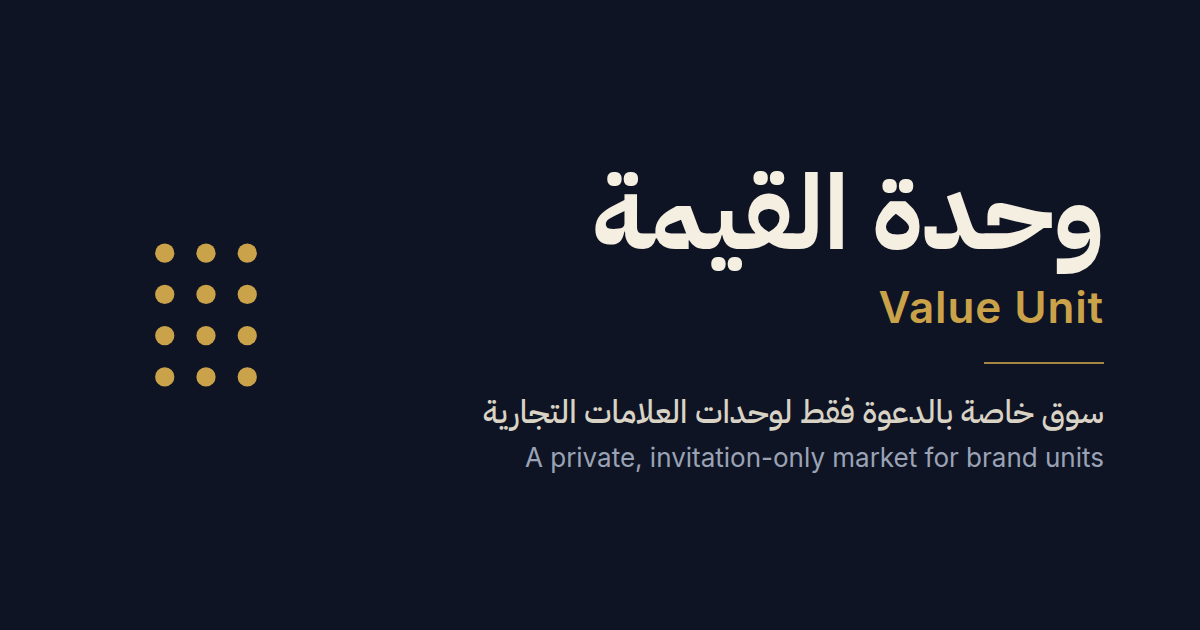 وحدة القيمة
Value Unit
سوق خاصة بالدعوة فقط لوحدات العلامات التجارية
A private, invitation-only market for brand units